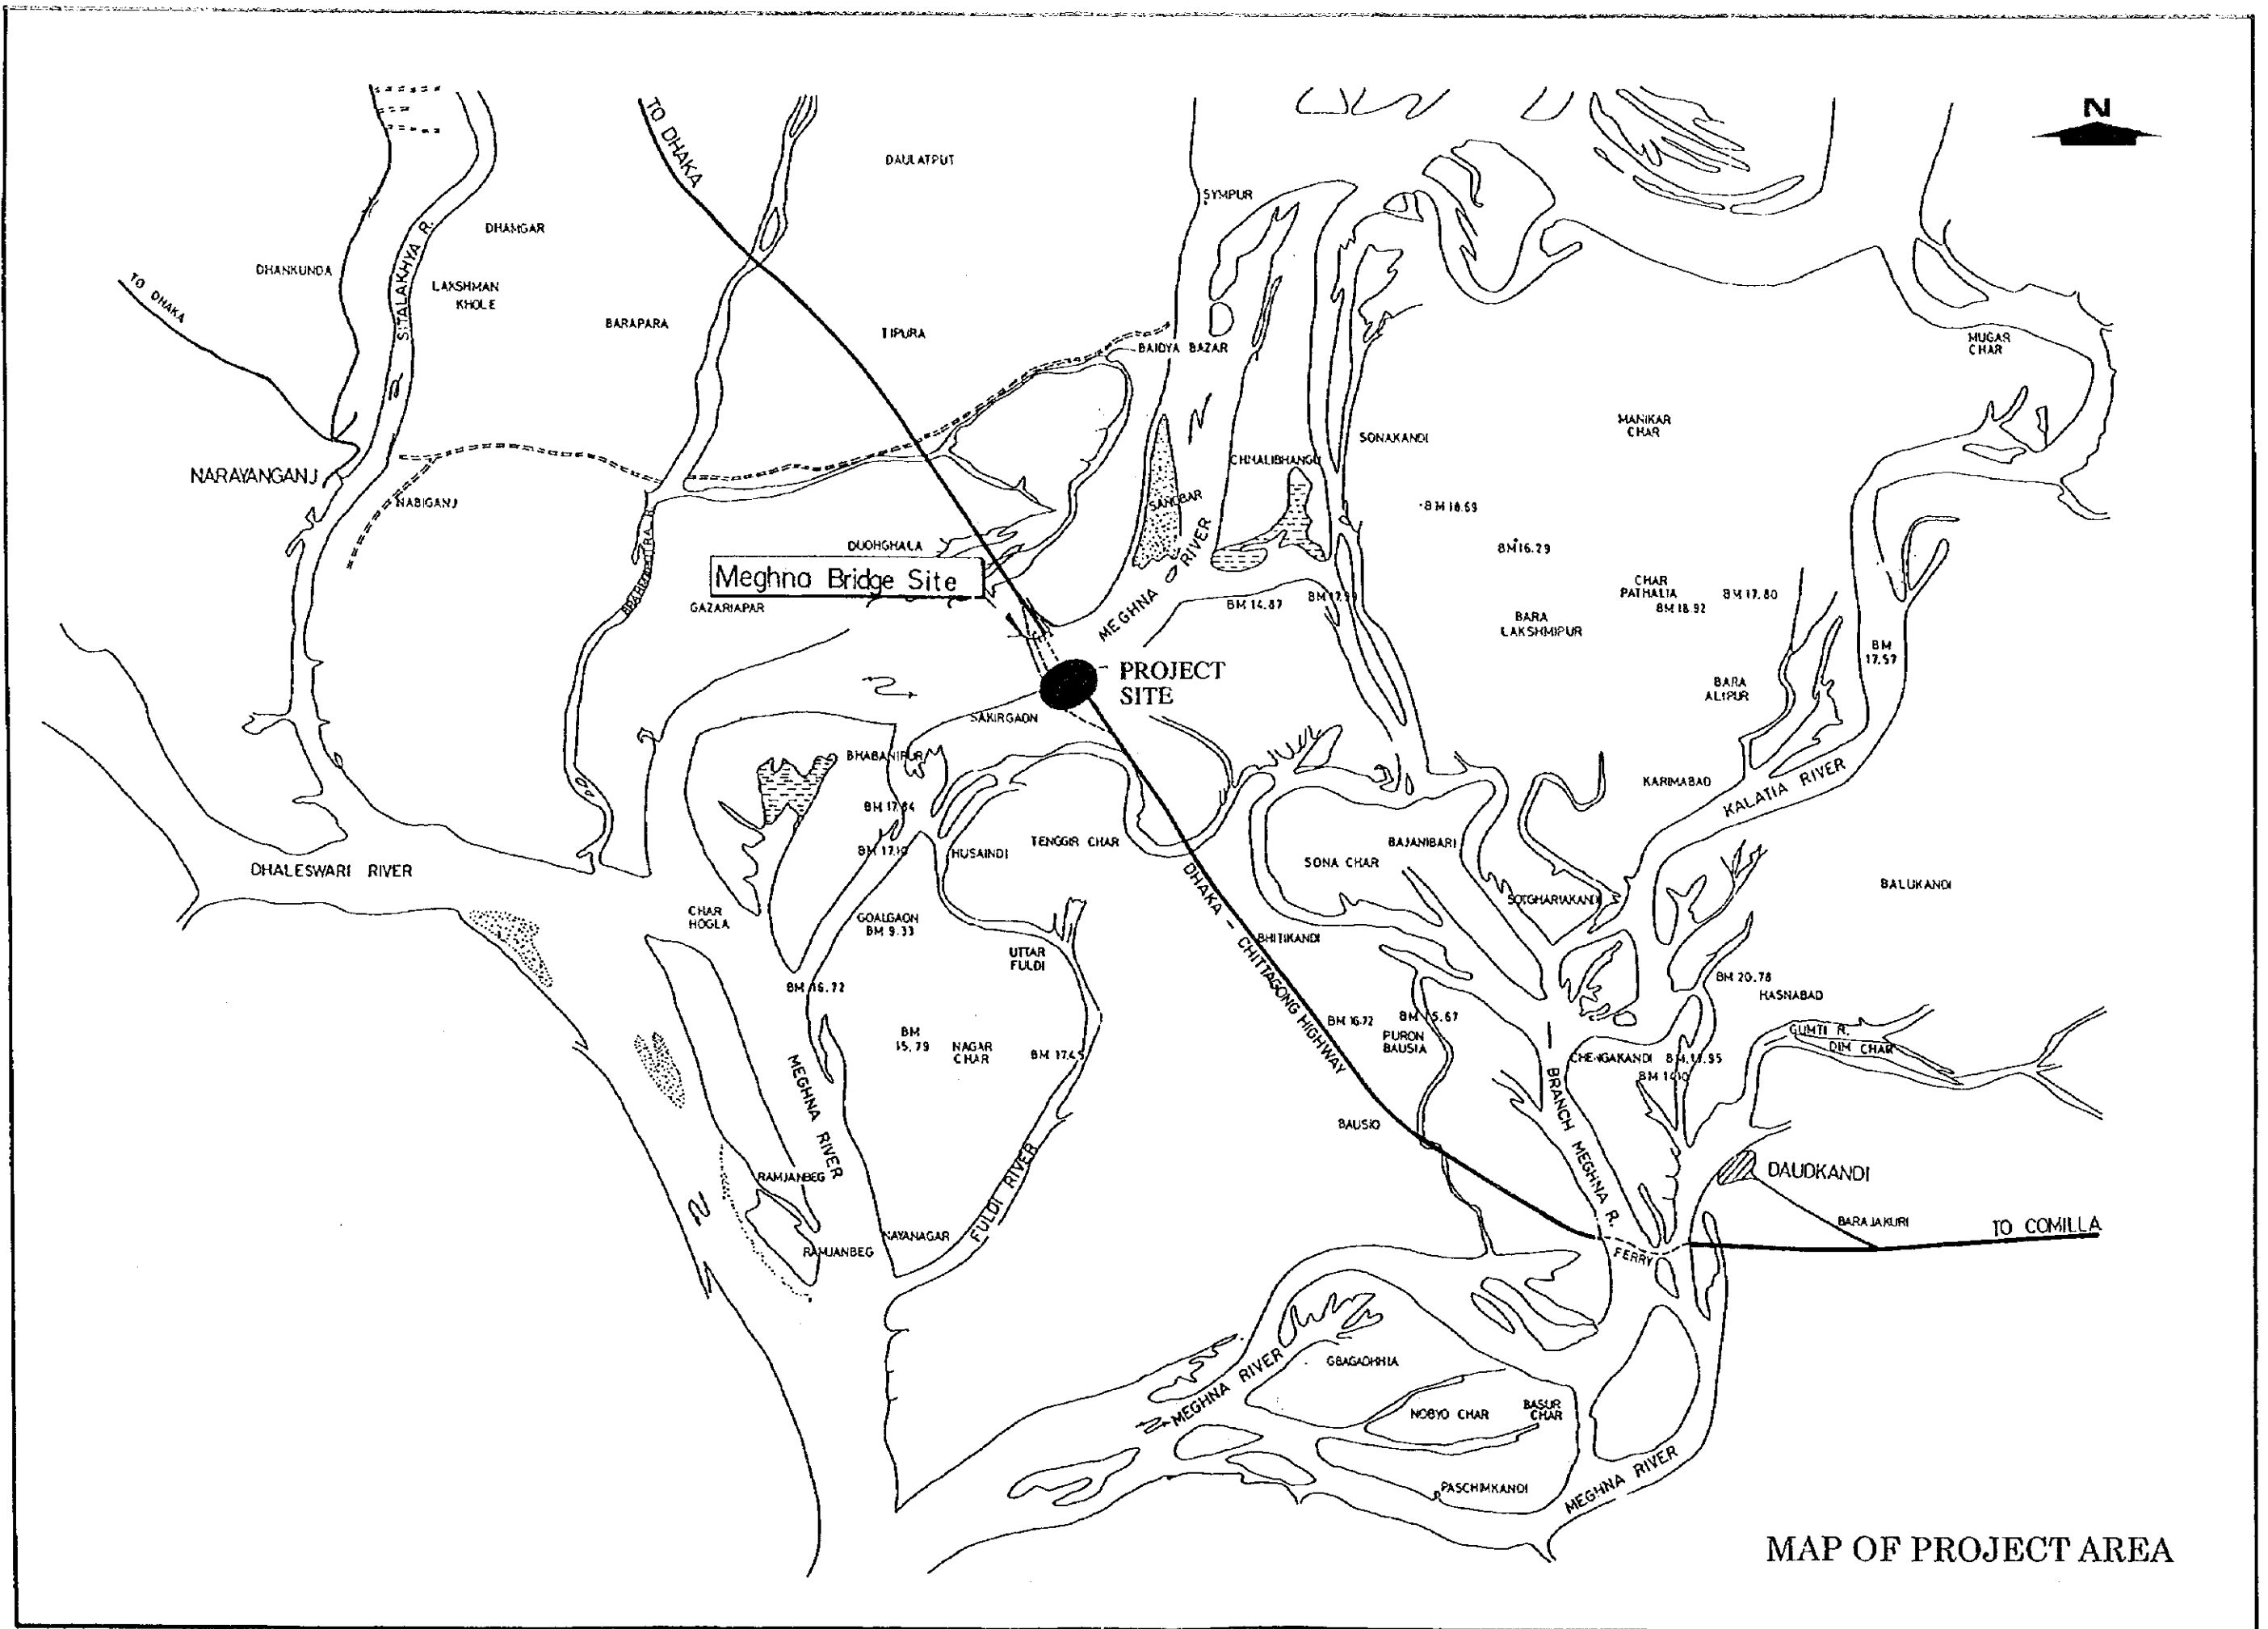 N
TO DHAKA
DAULATPUT
SYMPUR
SITALAKHYA R.
DHAMGAR
DHANKUNDA
TO DHAKA
LAKSHMAN
KHOLE
BARAPARA
TIPURA
BAIDYA BAZAR
MUGAR
CHAR
MANIKAR
CHAR
SONAKANDI
CHHALIBHANGU
NARAYANGANJ
NABIGANJ
SANDBAR
BM 18.69
BM 16.29
DUOHGHALA
Meghna Bridge Site
GAZARIAPAR
MEGHNA RIVER
BM 14.87
CHAR
PATHALIA
BM 18.92
BM 17.80
BARA
LAKSHMIPUR
BM
17.57
PROJECT
SITE
BARA
ALIPUR
SAKIRGAON
BHABANIPUR
KARIMABAD
KALATIA RIVER
BM 17.84
BM 17.10
HUSAINDI
TENGGIR CHAR
BAJANIBARI
SONA CHAR
DHALESWARI RIVER
BALUKANDI
SOTGHARIAKANDI
CHAR
HOGLA
GOALGAON
BM 9.33
DHAKA - CHITTAGONG HIGHWAY
BHITIKANDI
UTTAR
FULDI
BM 16.72
BM 20.78
HASNABAD
BM 16.72
BM 15.67
PURON
BAUSIA
BM
15.79
NAGAR
CHAR
BM 17.45
GUMTI R.
DIM CHAR
CHENGAKANDI
MEGHNA RIVER
BRANCH MEGHNA R.
BAUSIO
RAMJANBEG
FULDI RIVER
DAUDKANDI
BARAJAKURI
TO COMILLA
NAYANAGAR
RAMJANBEG
FERRY
GBAGADHHIA
MEGHNA RIVER
NOBYO CHAR
BASUR
CHAR
PASCHIMKANDI
MEGHNA RIVER
MAP OF PROJECT AREA